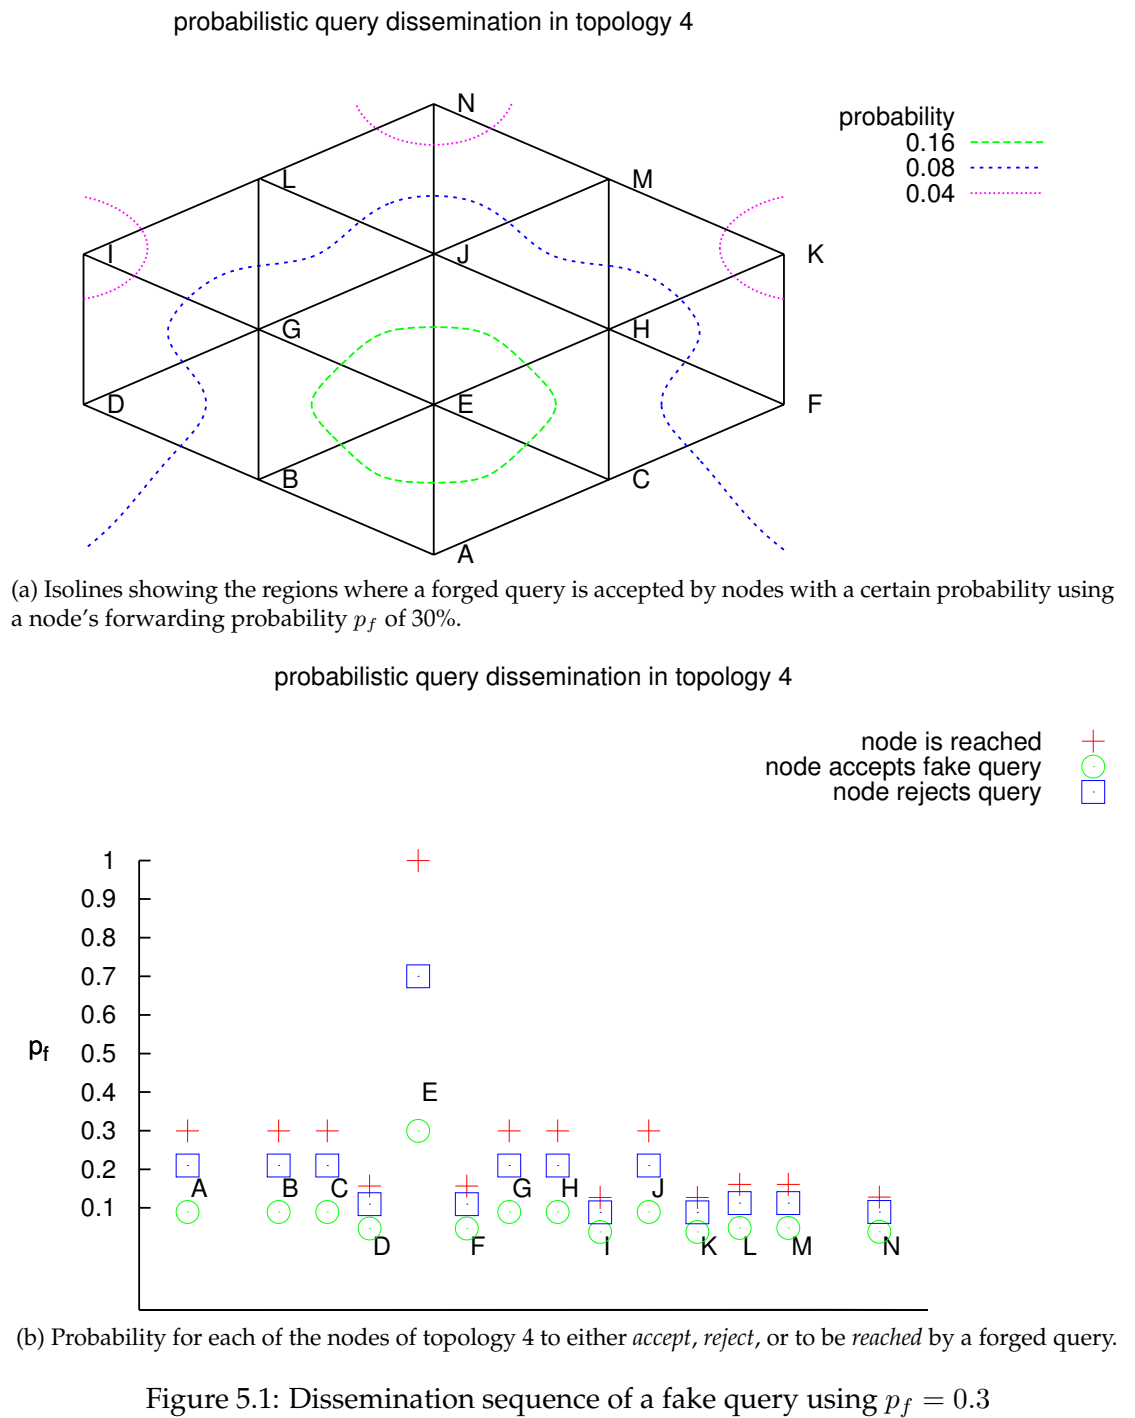 probabilistic query dissemination in topology 4
N
probability
0.16
0.08
0.04
L
M
I
J
K
G
H
D
E
F
B
C
A
(a) Isolines showing the regions where a forged query is accepted by nodes with a certain probability using
a node's forwarding probability p_f of 30%.
probabilistic query dissemination in topology 4
node is reached
node accepts fake query
node rejects query
1
0.9
0.8
0.7
0.6
0.5
0.4
0.3
0.2
0.1
p_f
E
A B C G H J
D F I K L M N
(b) Probability for each of the nodes of topology 4 to either accept, reject, or to be reached by a forged query.
Figure 5.1: Dissemination sequence of a fake query using p_f = 0.3